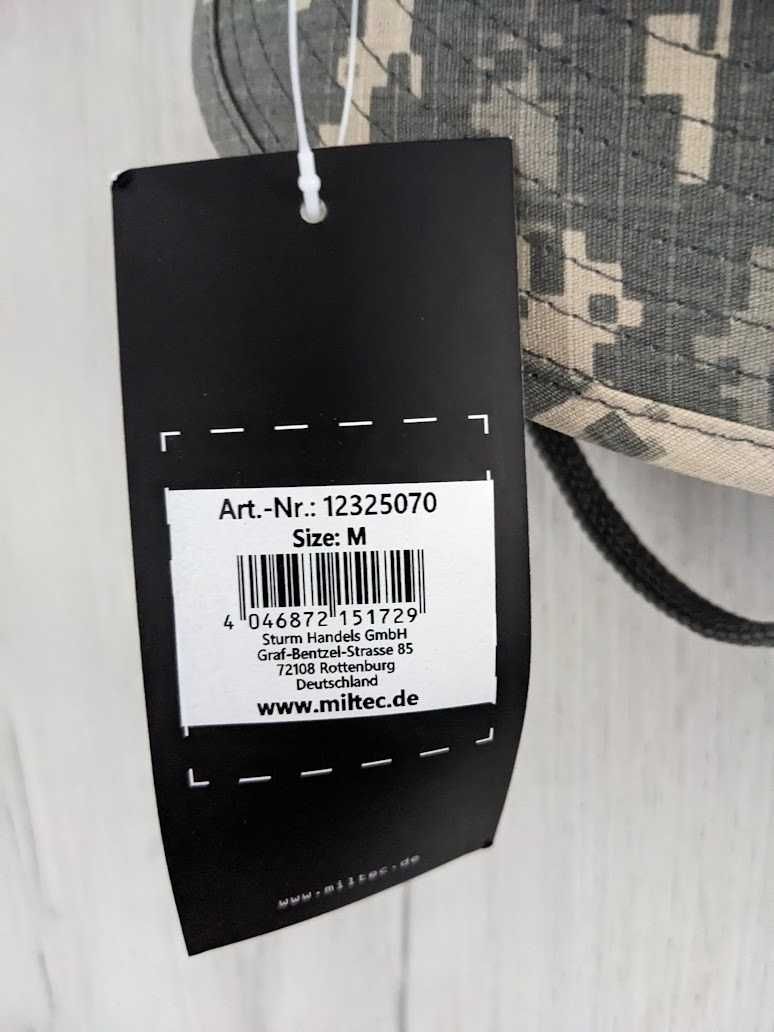 Art.-Nr.: 12325070
Size: M
4 046872 151729
Sturm Handels GmbH
Graf-Bentzel-Strasse 85
72108 Rottenburg
Deutschland
www.miltec.de
www.miltec.de